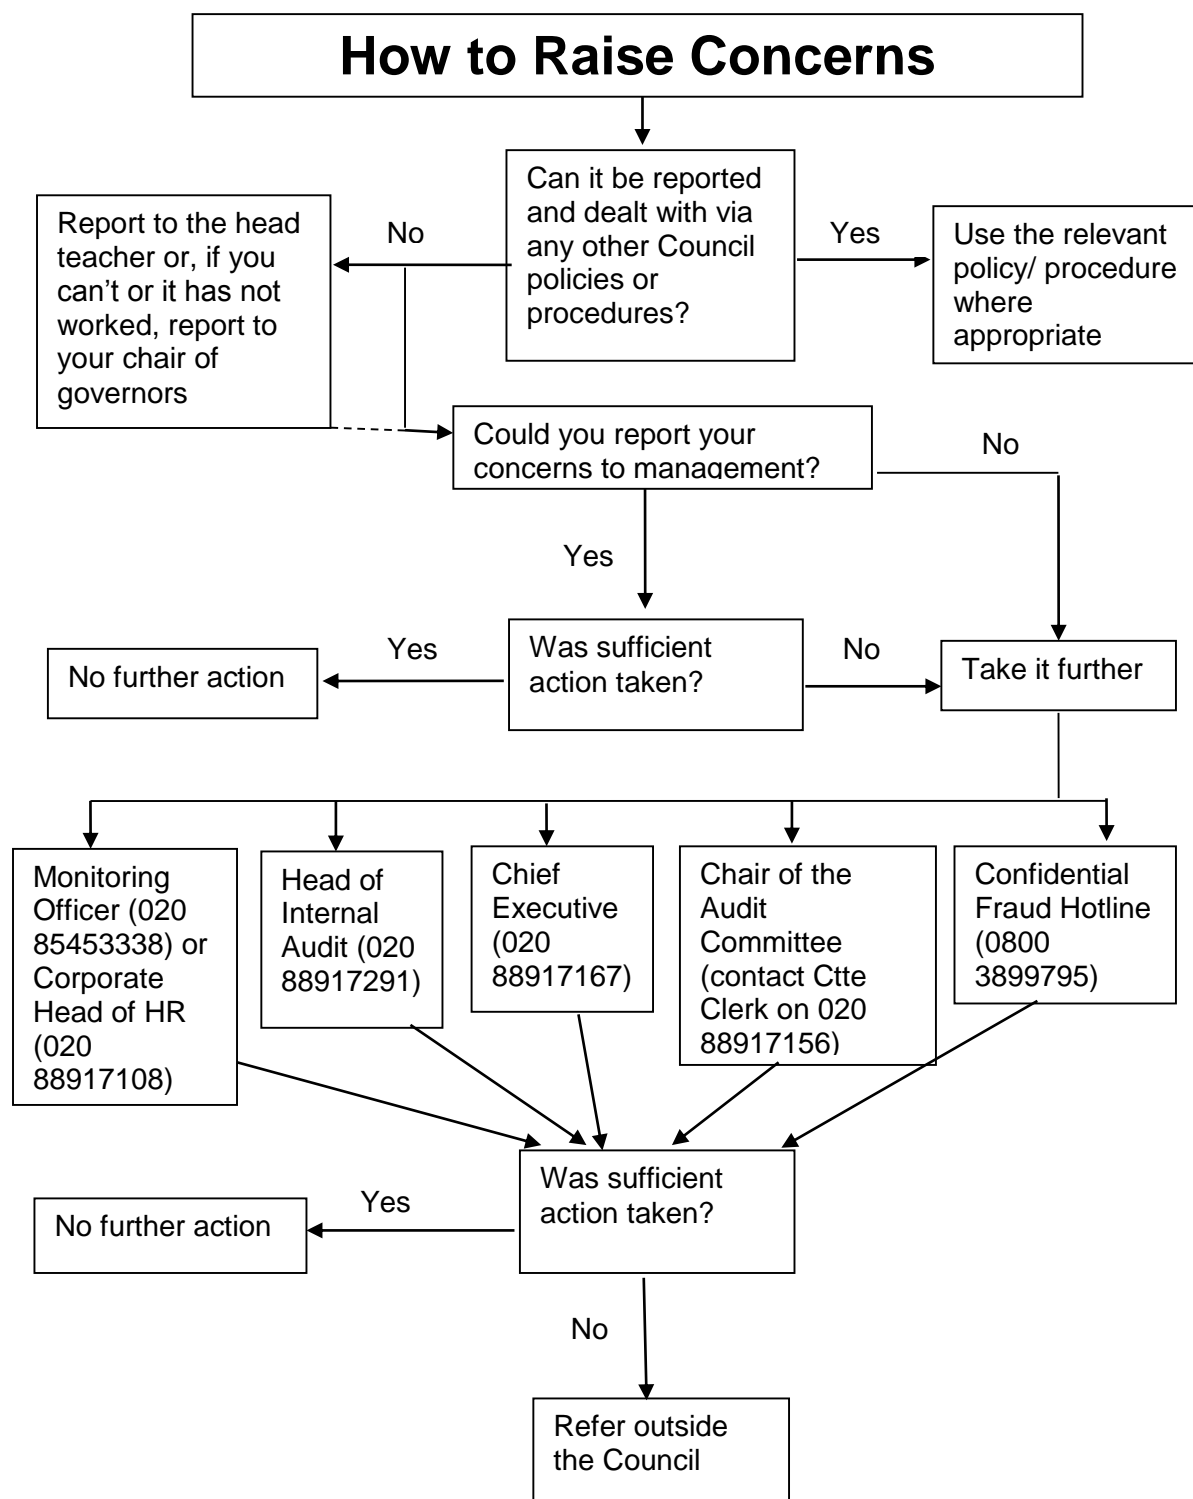 How to Raise Concerns
Can it be reported
and dealt with via
any other Council
policies or
procedures?
No
Yes
Report to the head
teacher or, if you
can’t or it has not
worked, report to
your chair of
governors
Use the relevant
policy/ procedure
where
appropriate
Could you report your
concerns to management?
No
Yes
Was sufficient
action taken?
Yes
No
No further action
Take it further
Monitoring
Officer (020
85453338) or
Corporate
Head of HR
(020
88917108)
Head of
Internal
Audit (020
88917291)
Chief
Executive
(020
88917167)
Chair of the
Audit
Committee
(contact Ctte
Clerk on 020
88917156)
Confidential
Fraud Hotline
(0800
3899795)
Was sufficient
action taken?
Yes
No further action
No
Refer outside
the Council